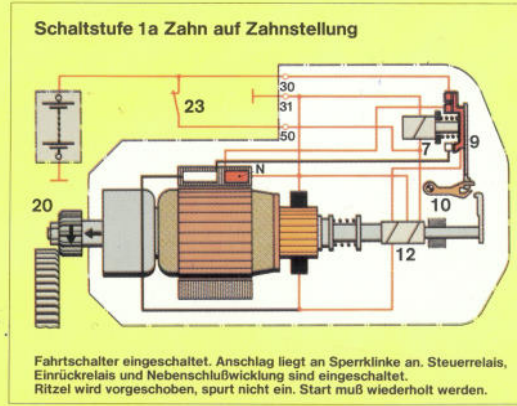 Schaltstufe 1a Zahn auf Zahnstellung
30
31
23
50
7
9
N
10
20
12
Fahrtschalter eingeschaltet. Anschlag liegt an Sperrklinke an. Steuerrelais,
Einrückrelais und Nebenschlußwicklung sind eingeschaltet.
Ritzel wird vorgeschoben, spurt nicht ein. Start muß wiederholt werden.